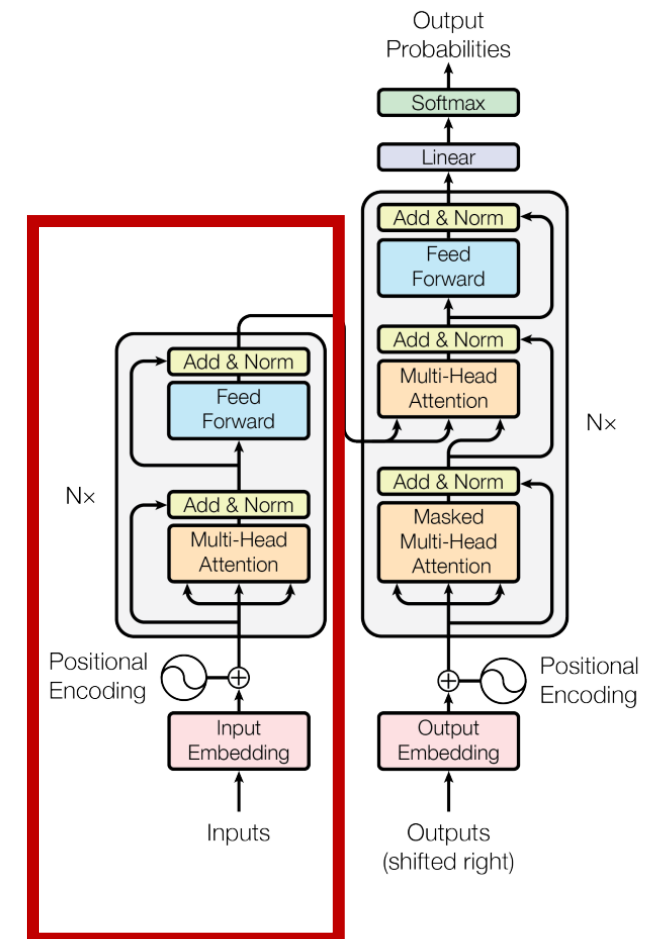 Output
Probabilities
Softmax
Linear
Add & Norm
Feed
Forward
Add & Norm
Multi-Head
Attention
Nx
Add & Norm
Masked
Multi-Head
Attention
Positional
Encoding
Output
Embedding
Outputs
(shifted right)
Add & Norm
Feed
Forward
Nx
Add & Norm
Multi-Head
Attention
Positional
Encoding
Input
Embedding
Inputs